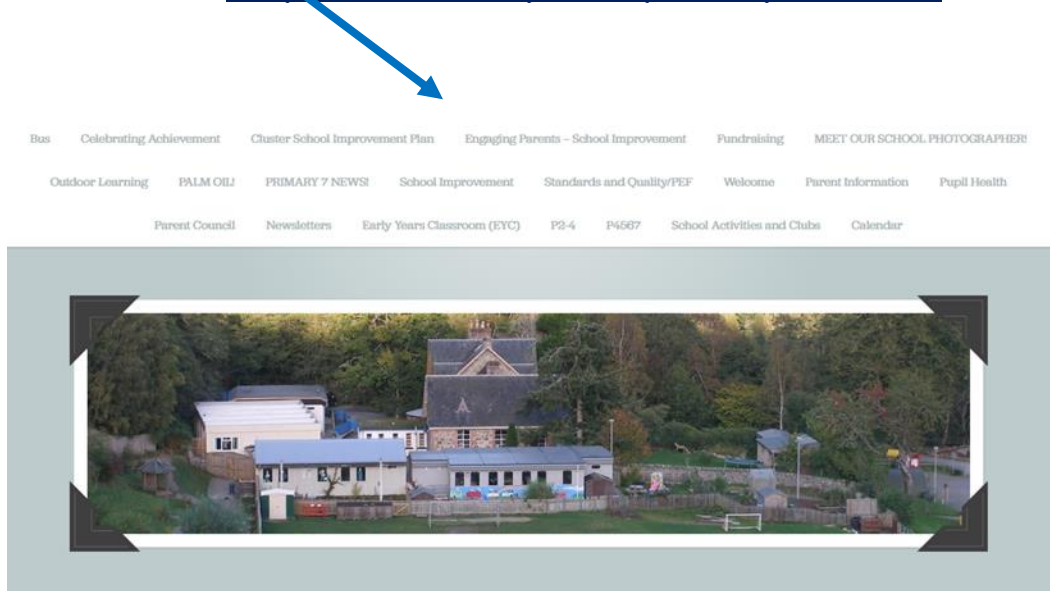 Bus Celebrating Achievement Cluster School Improvement Plan Engaging Parents – School Improvement Fundraising MEET OUR SCHOOL PHOTOGRAPHER!
Outdoor Learning PALM OIL! PRIMARY 7 NEWS! School Improvement Standards and Quality/PEF Welcome Parent Information Pupil Health
Parent Council Newsletters Early Years Classroom (EYC) P2-4 P4567 School Activities and Clubs Calendar